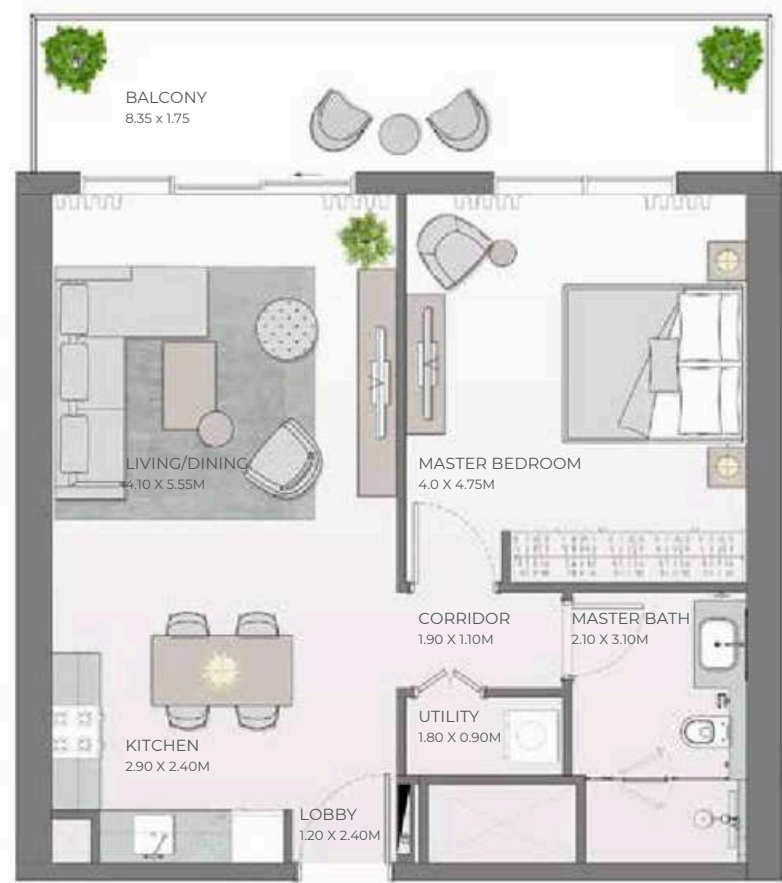 BALCONY
8.35 x 1.75
LIVING/DINING
4.10 X 5.55M
MASTER BEDROOM
4.0 X 4.75M
CORRIDOR
1.90 X 1.10M
MASTER BATH
2.10 X 3.10M
UTILITY
1.80 X 0.90M
KITCHEN
2.90 X 2.40M
LOBBY
1.20 X 2.40M